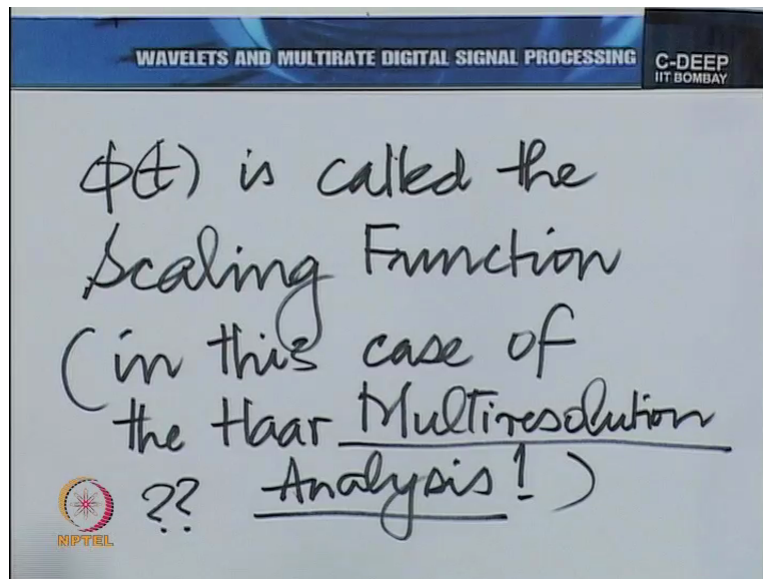 WAVELETS AND MULTIRATE DIGITAL SIGNAL PROCESSING
C-DEEP
IIT BOMBAY
ϕ(t) is called the
Scaling Function
(in this case of
the Haar Multiresolution
?? Analysis! )
NPTEL